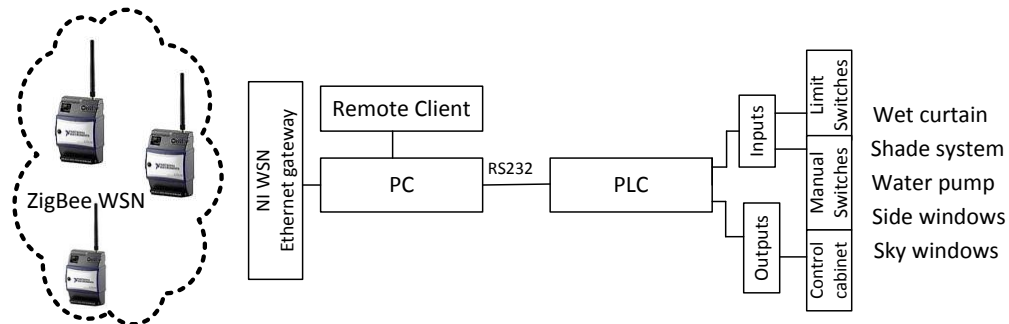 ZigBee WSN
NI WSN
Ethernet gateway
Remote Client
PC
RS232
PLC
Inputs
Outputs
Limit
Switches
Manual
Switches
Control
cabinet
Wet curtain
Shade system
Water pump
Side windows
Sky windows